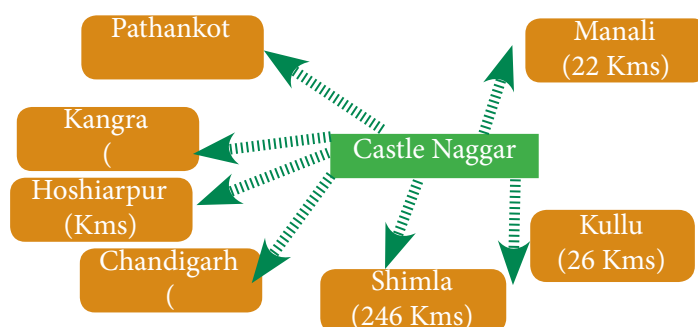 Pathankot
Manali
(22 Kms)
Kangra
(
Castle Naggar
Hoshiarpur
(Kms)
Kullu
(26 Kms)
Chandigarh
(
Shimla
(246 Kms)